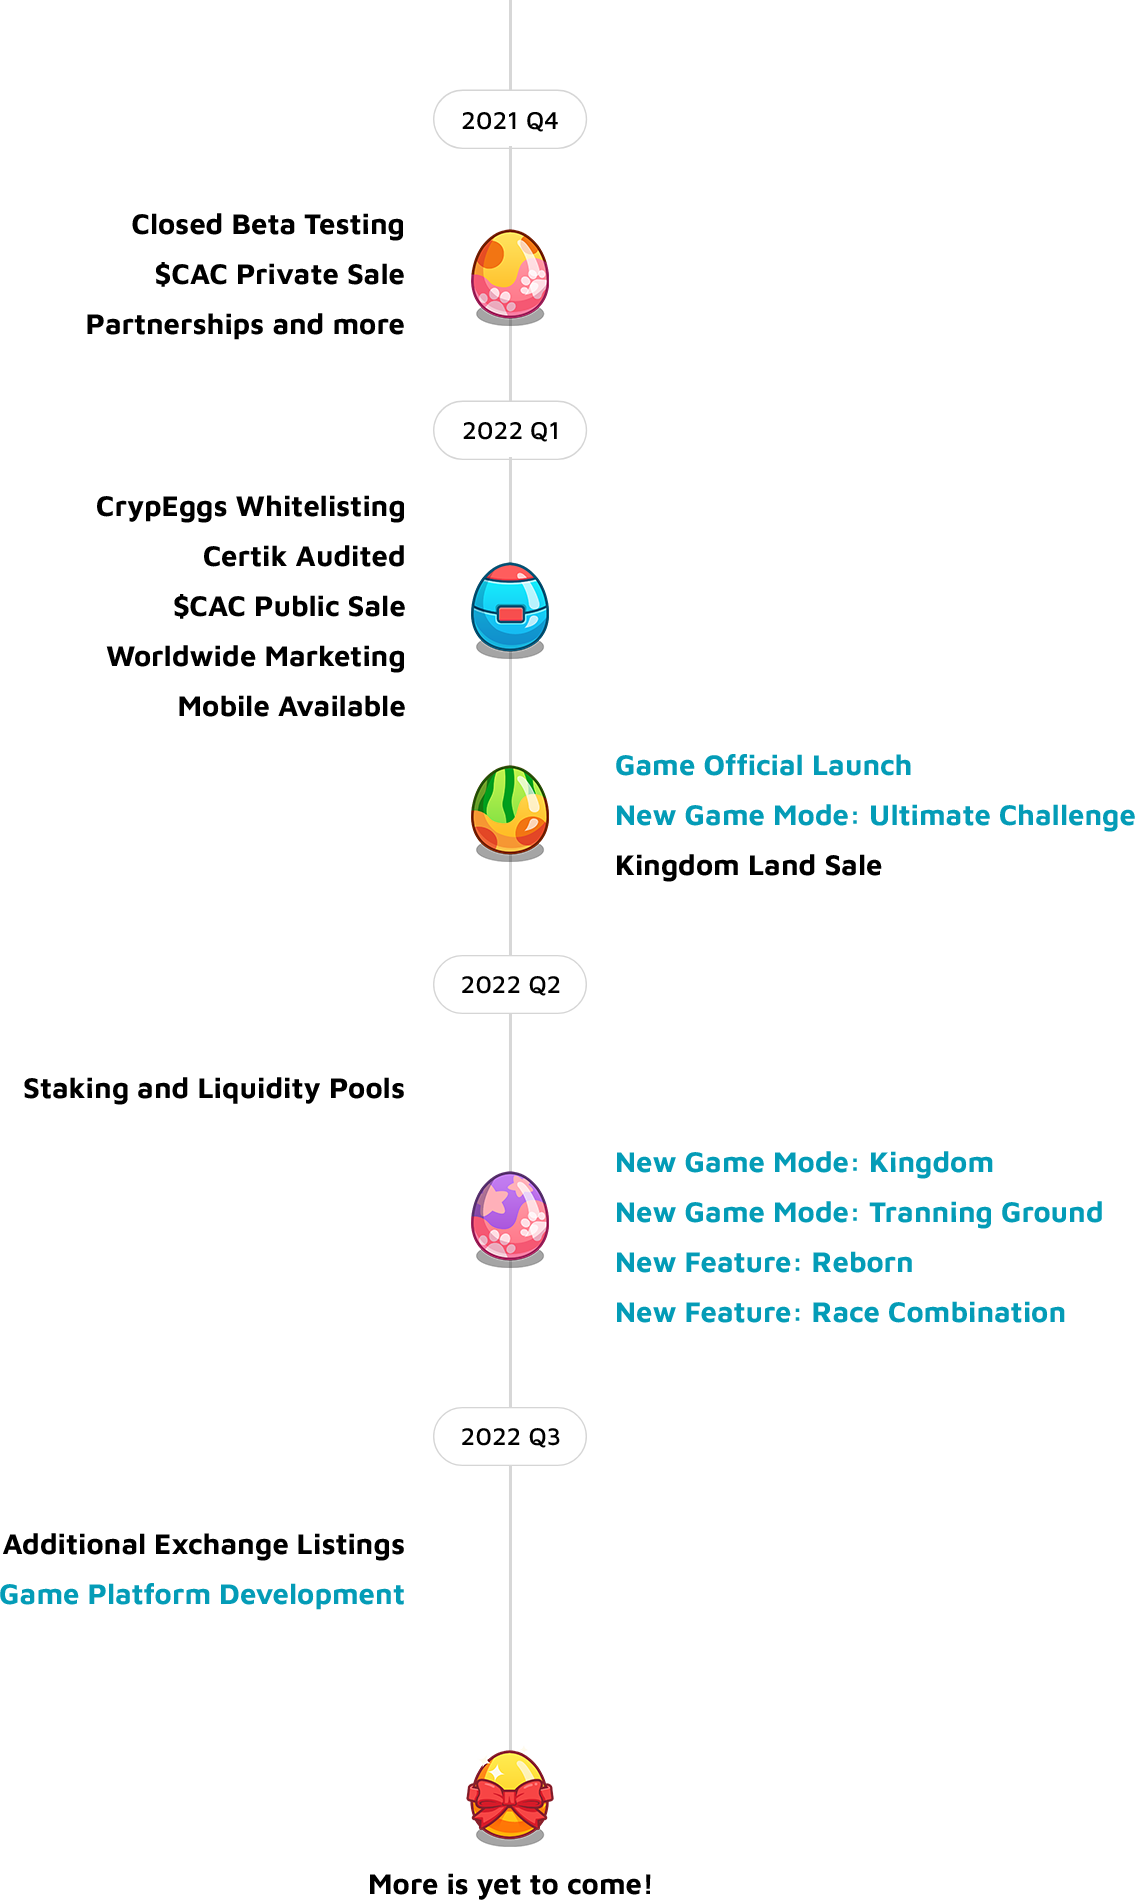 2021 Q4
Closed Beta Testing
$CAC Private Sale
Partnerships and more
2022 Q1
CrypEggs Whitelisting
Certik Audited
$CAC Public Sale
Worldwide Marketing
Mobile Available
Game Official Launch
New Game Mode: Ultimate Challenge
Kingdom Land Sale
2022 Q2
Staking and Liquidity Pools
New Game Mode: Kingdom
New Game Mode: Tranning Ground
New Feature: Reborn
New Feature: Race Combination
2022 Q3
Additional Exchange Listings
Game Platform Development
More is yet to come!